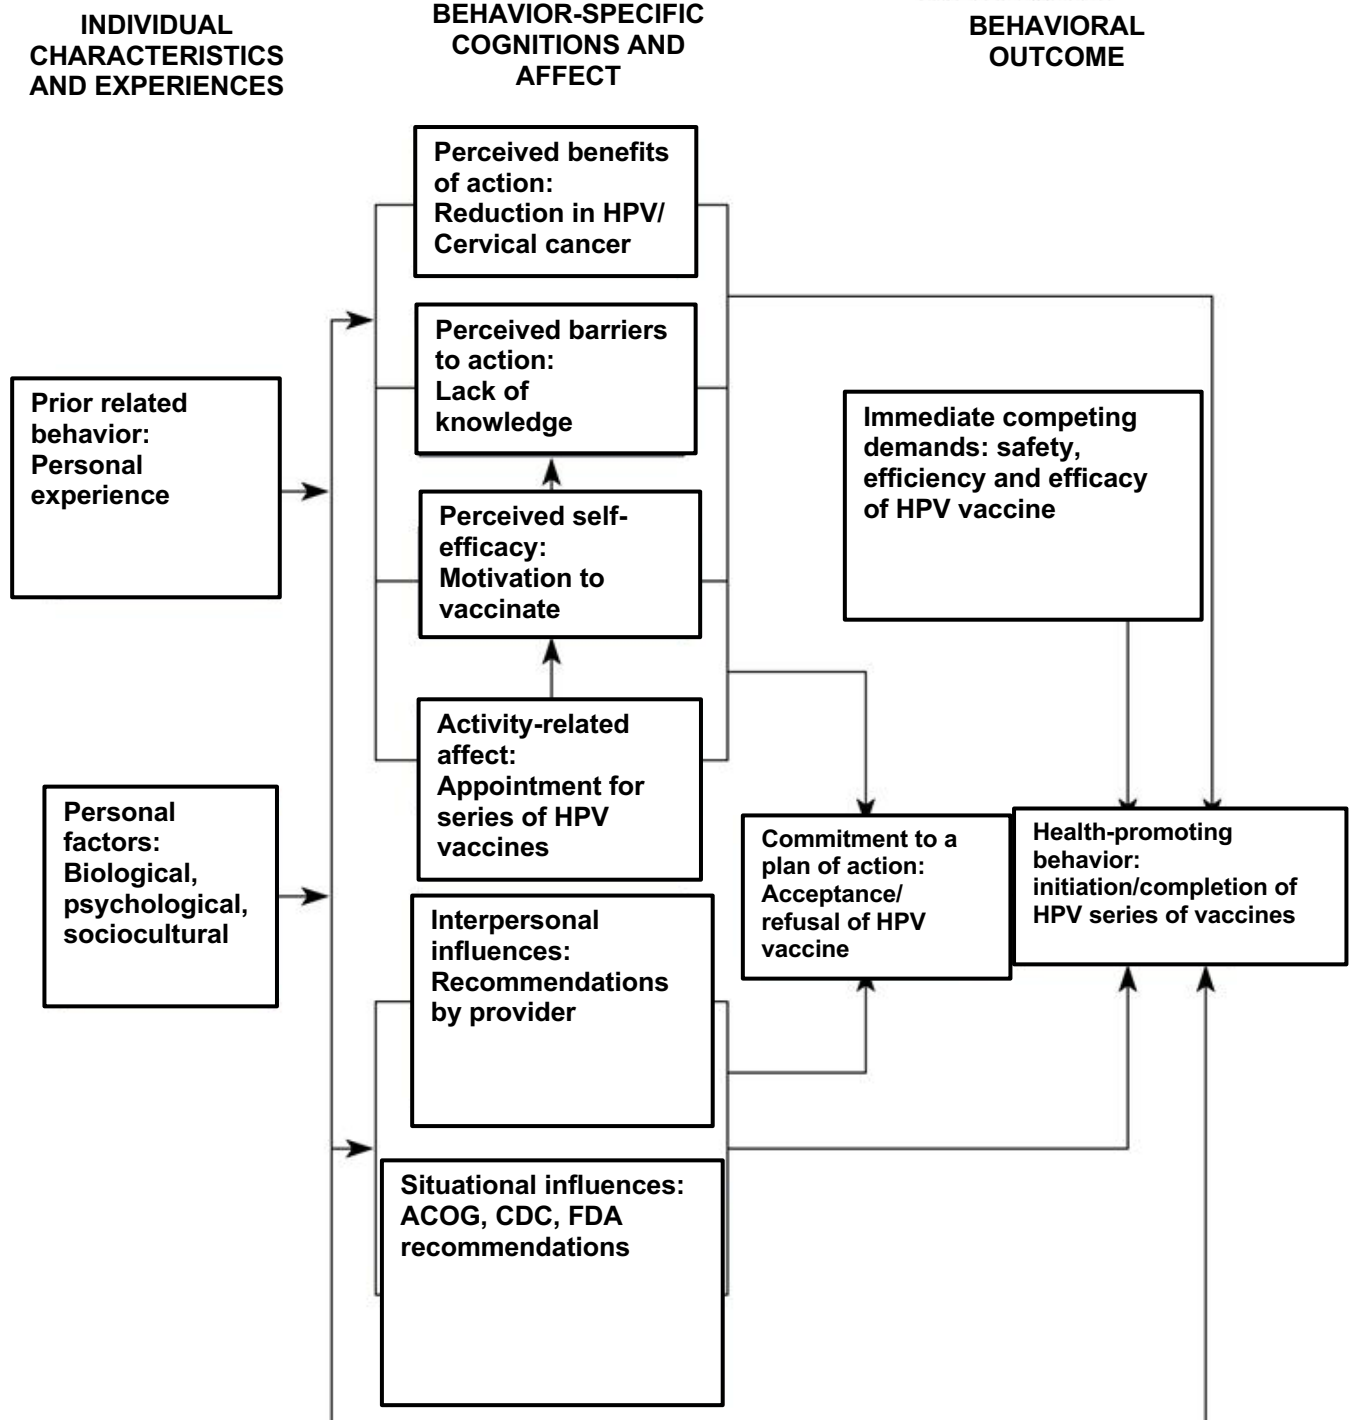 INDIVIDUAL
CHARACTERISTICS
AND EXPERIENCES
BEHAVIOR-SPECIFIC
COGNITIONS AND
AFFECT
BEHAVIORAL
OUTCOME
Perceived benefits
of action:
Reduction in HPV/
Cervical cancer
Perceived barriers
to action:
Lack of
knowledge
Prior related
behavior:
Personal
experience
Immediate competing
demands: safety,
efficiency and efficacy
of HPV vaccine
Perceived self-
efficacy:
Motivation to
vaccinate
Activity-related
affect:
Appointment for
series of HPV
vaccines
Personal
factors:
Biological,
psychological,
sociocultural
Commitment to a
plan of action:
Acceptance/
refusal of HPV
vaccine
Health-promoting
behavior:
initiation/completion of
HPV series of vaccines
Interpersonal
influences:
Recommendations
by provider
Situational influences:
ACOG, CDC, FDA
recommendations